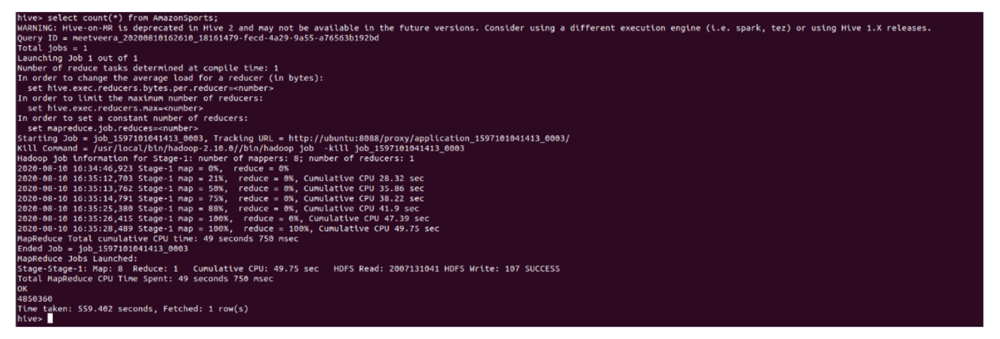 hive> select count(*) from AmazonSports;
WARNING: Hive-on-MR is deprecated in Hive 2 and may not be available in the future versions. Consider using a different execution engine (i.e. spark, tez) or using Hive 1.X releases.
Query ID = meetveera_20200810162610_18161479-fecd-4a29-9a55-a76563b192bd
Total jobs = 1
Launching Job 1 out of 1
Number of reduce tasks determined at compile time: 1
In order to change the average load for a reducer (in bytes):
  set hive.exec.reducers.bytes.per.reducer=<number>
In order to limit the maximum number of reducers:
  set hive.exec.reducers.max=<number>
In order to set a constant number of reducers:
  set mapreduce.job.reduces=<number>
Starting Job = job_1597101041413_0003, Tracking URL = http://ubuntu:8088/proxy/application_1597101041413_0003/
Kill Command = /usr/local/bin/hadoop-2.10.0//bin/hadoop job  -kill job_1597101041413_0003
Hadoop job information for Stage-1: number of mappers: 8; number of reducers: 1
2020-08-10 16:34:46,923 Stage-1 map = 0%,  reduce = 0%
2020-08-10 16:35:12,703 Stage-1 map = 21%,  reduce = 0%, Cumulative CPU 28.32 sec
2020-08-10 16:35:13,762 Stage-1 map = 50%,  reduce = 0%, Cumulative CPU 35.86 sec
2020-08-10 16:35:14,791 Stage-1 map = 75%,  reduce = 0%, Cumulative CPU 38.22 sec
2020-08-10 16:35:25,380 Stage-1 map = 88%,  reduce = 0%, Cumulative CPU 41.9 sec
2020-08-10 16:35:26,415 Stage-1 map = 100%,  reduce = 0%, Cumulative CPU 47.39 sec
2020-08-10 16:35:28,489 Stage-1 map = 100%,  reduce = 100%, Cumulative CPU 49.75 sec
MapReduce Total cumulative CPU time: 49 seconds 750 msec
Ended Job = job_1597101041413_0003
MapReduce Jobs Launched:
Stage-Stage-1: Map: 8  Reduce: 1   Cumulative CPU: 49.75 sec   HDFS Read: 2007131041 HDFS Write: 107 SUCCESS
Total MapReduce CPU Time Spent: 49 seconds 750 msec
OK
4850360
Time taken: 559.402 seconds, Fetched: 1 row(s)
hive>